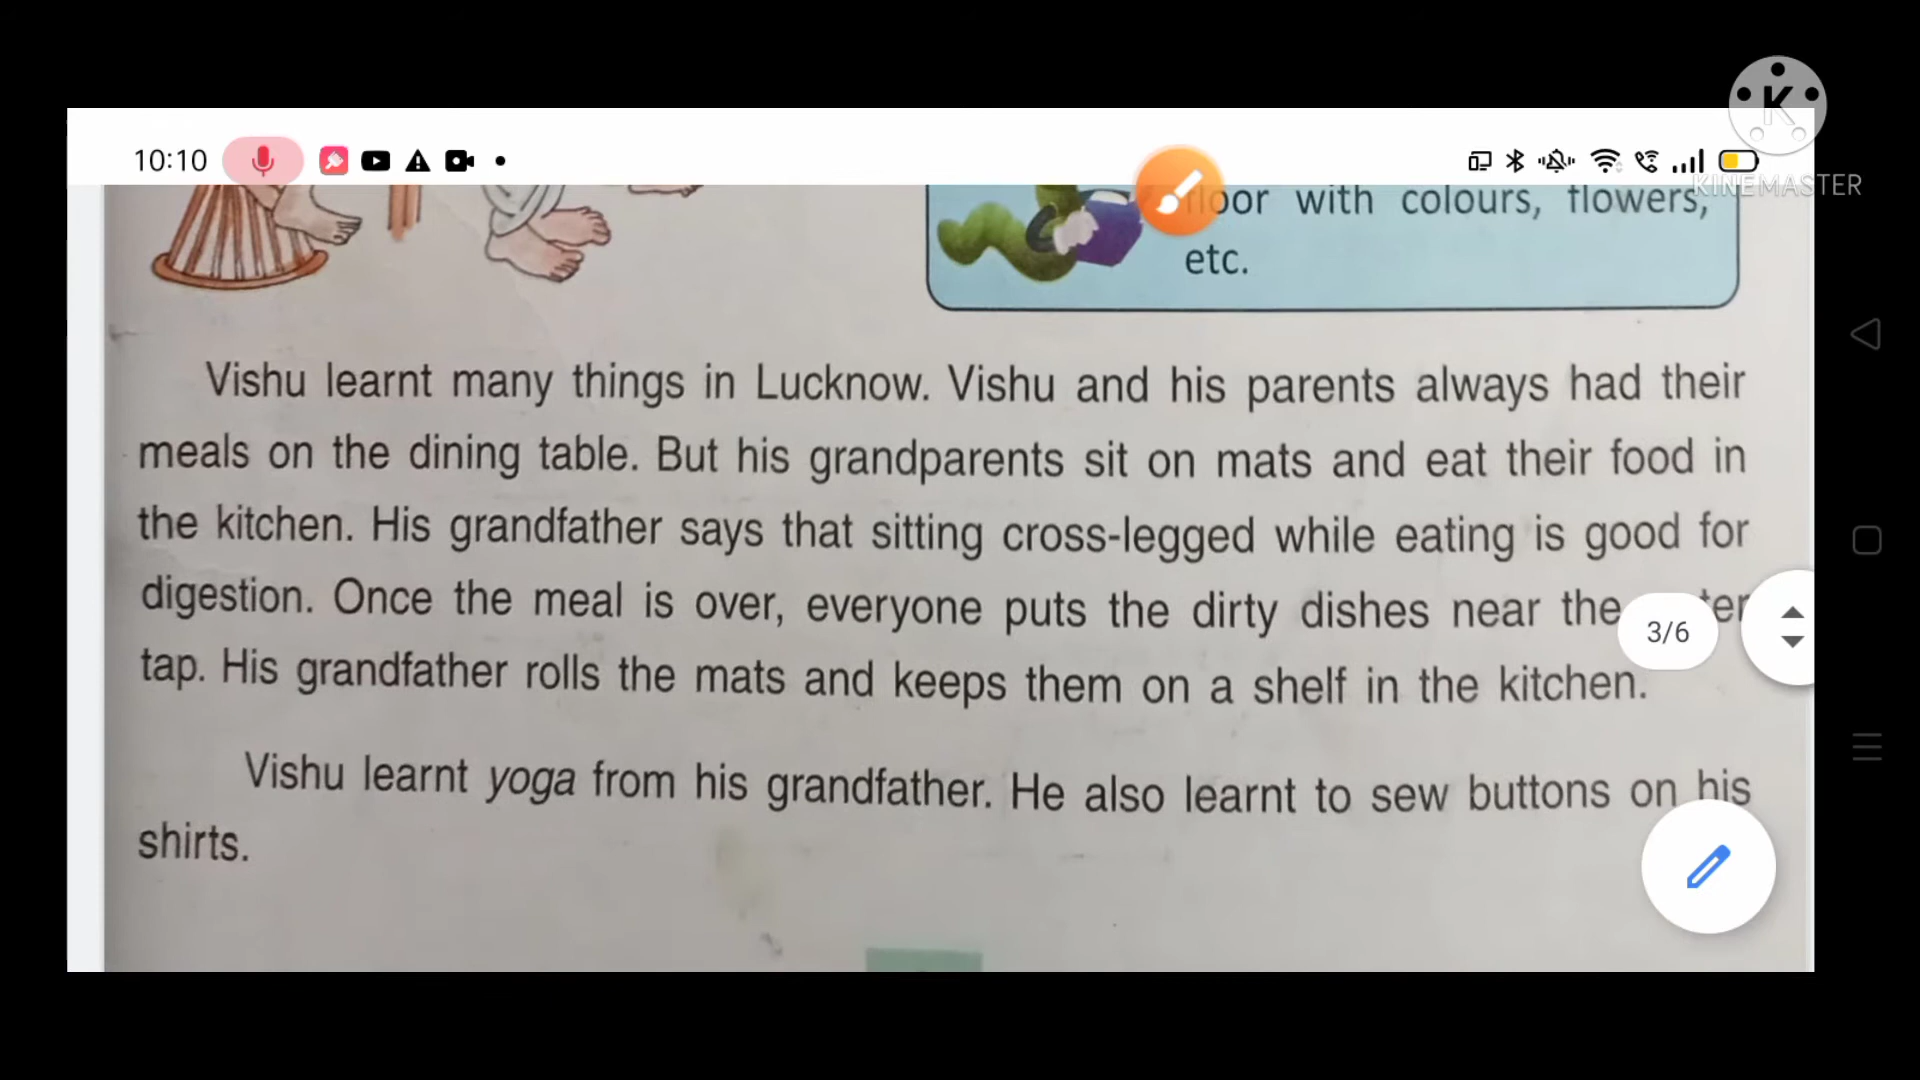 10:10
KINEMASTER
floor with colours, flowers,
etc.
Vishu learnt many things in Lucknow. Vishu and his parents always had their
meals on the dining table. But his grandparents sit on mats and eat their food in
the kitchen. His grandfather says that sitting cross-legged while eating is good for
digestion. Once the meal is over, everyone puts the dirty dishes near the
3/6
tap. His grandfather rolls the mats and keeps them on a shelf in the kitchen.
Vishu learnt yoga from his grandfather. He also learnt to sew buttons on his
shirts.